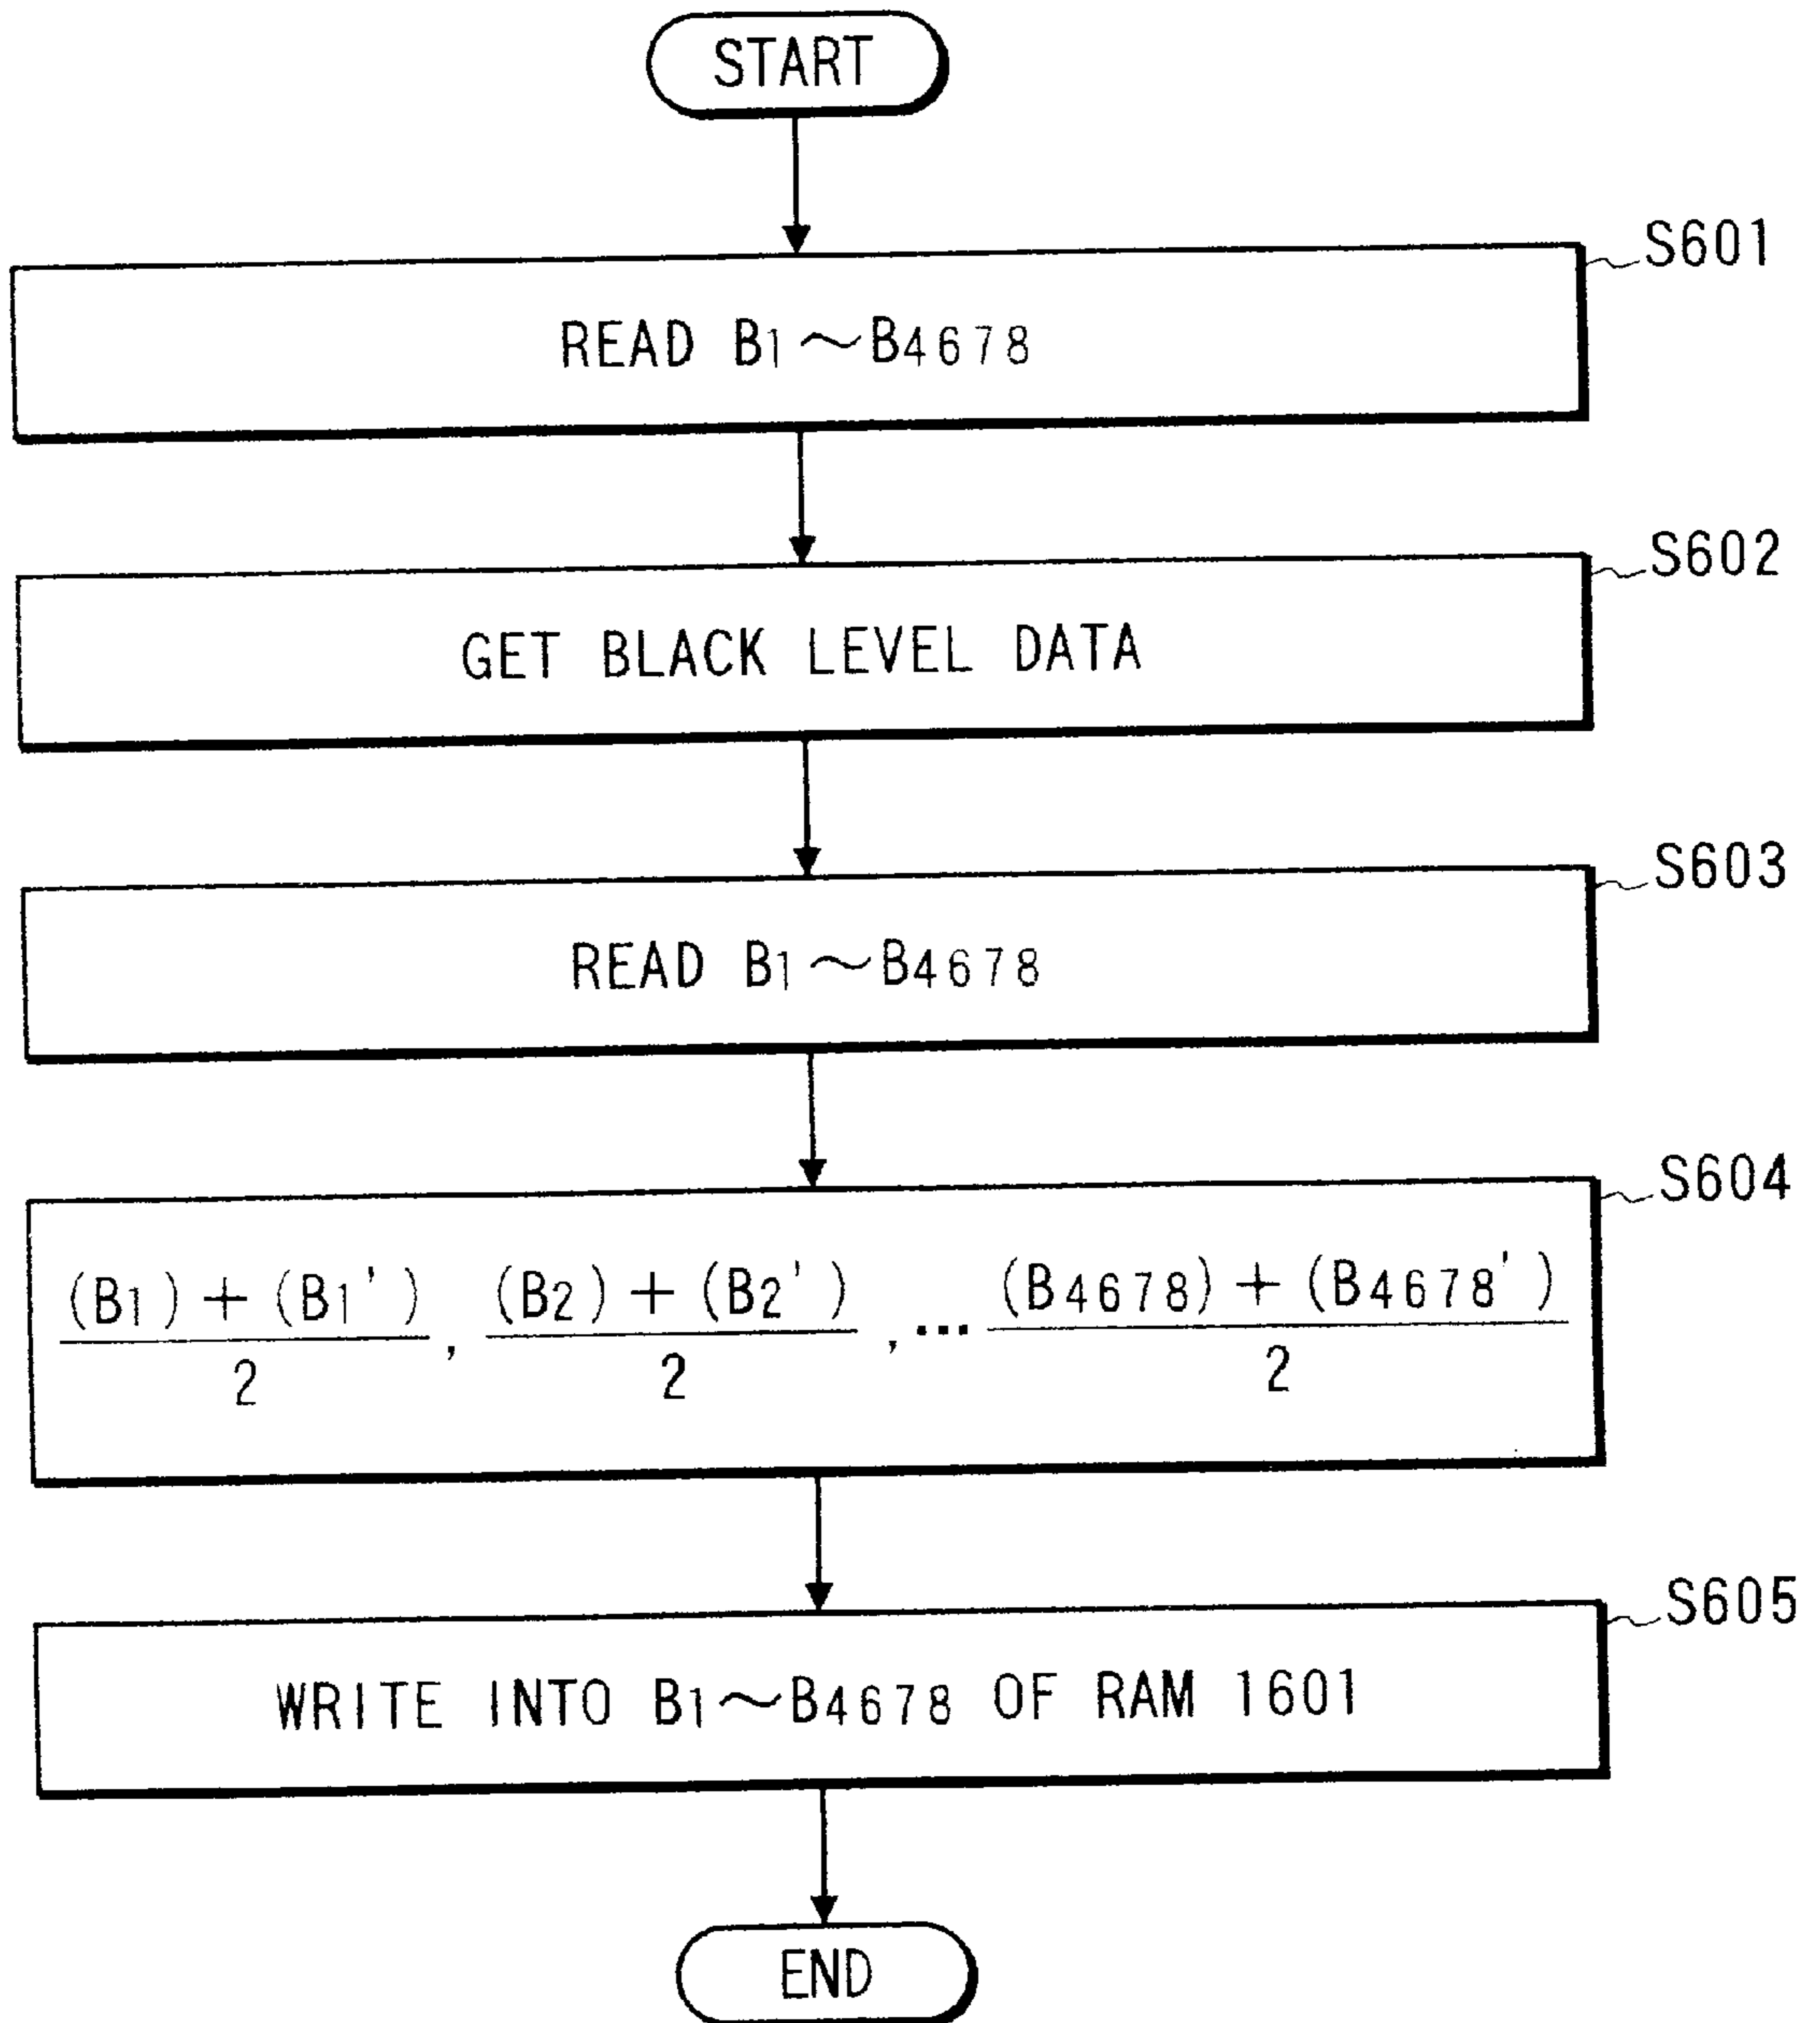 START
S601
READ B1～B4678
S602
GET BLACK LEVEL DATA
S603
READ B1～B4678
S604
(B1)+(B1')/2, (B2)+(B2')/2, ... (B4678)+(B4678')/2
S605
WRITE INTO B1～B4678 OF RAM 1601
END